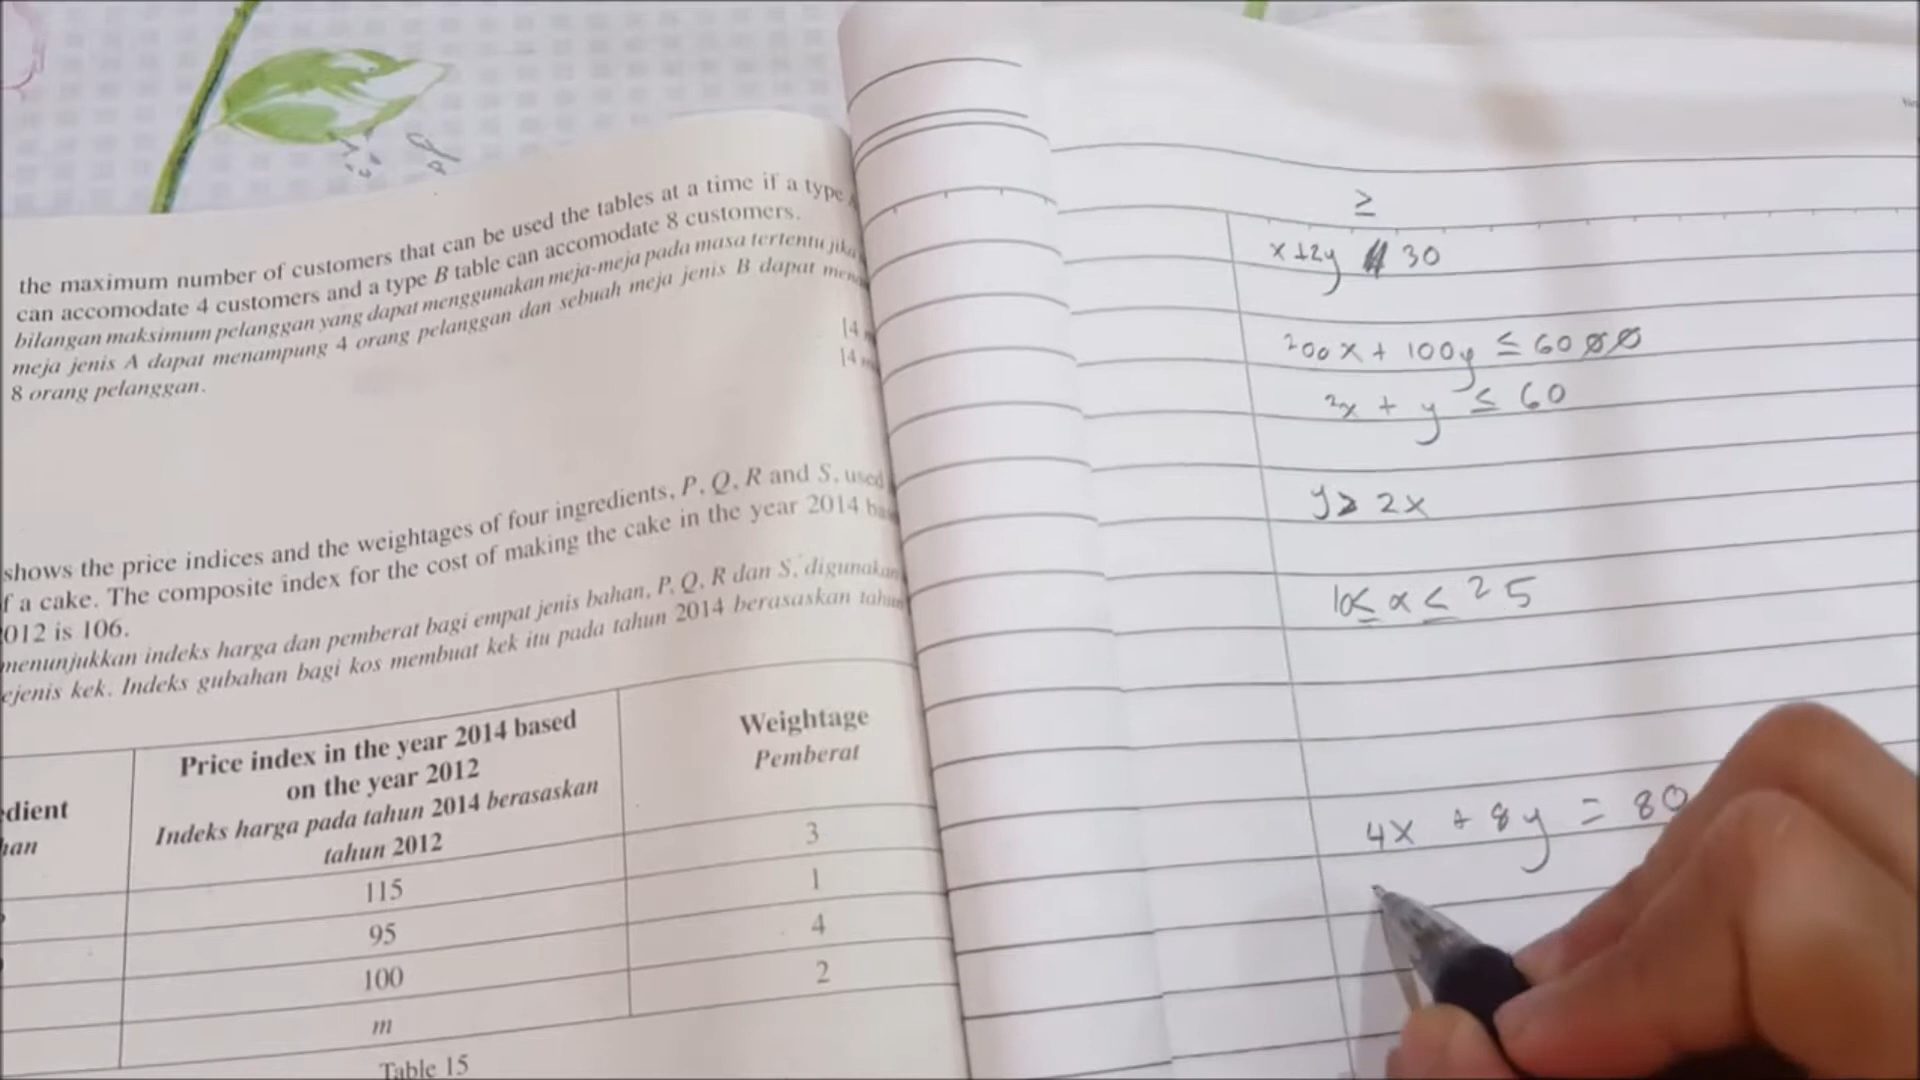 the maximum number of customers that can be used the tables at a time if a type
can accomodate 4 customers and a type B table can accomodate 8 customers.
bilangan maksimum pelanggan yang dapat menggunakan meja-meja pada masa tertentu jika
meja jenis A dapat menampung 4 orang pelanggan dan sebuah meja jenis B dapat
8 orang pelanggan.
[4
[4
shows the price indices and the weightages of four ingredients, P, Q, R and S, used
f a cake. The composite index for the cost of making the cake in the year 2014
012 is 106.
menunjukkan indeks harga dan pemberat bagi empat jenis bahan, P, Q, R dan S, digunakan
ejenis kek. Indeks gubahan bagi kos membuat kek itu pada tahun 2014 berasaskan tahun
Price index in the year 2014 based
on the year 2012
Indeks harga pada tahun 2014 berasaskan
tahun 2012
Weightage
Pemberat
115 3
95 1
100 4
m 2
Table 15
≥
x+2y 30
200x + 100y ≤ 6000
2x + y ≤ 60
y ≥ 2x
10 ≤ x ≤ 25
4x + 8y = 80